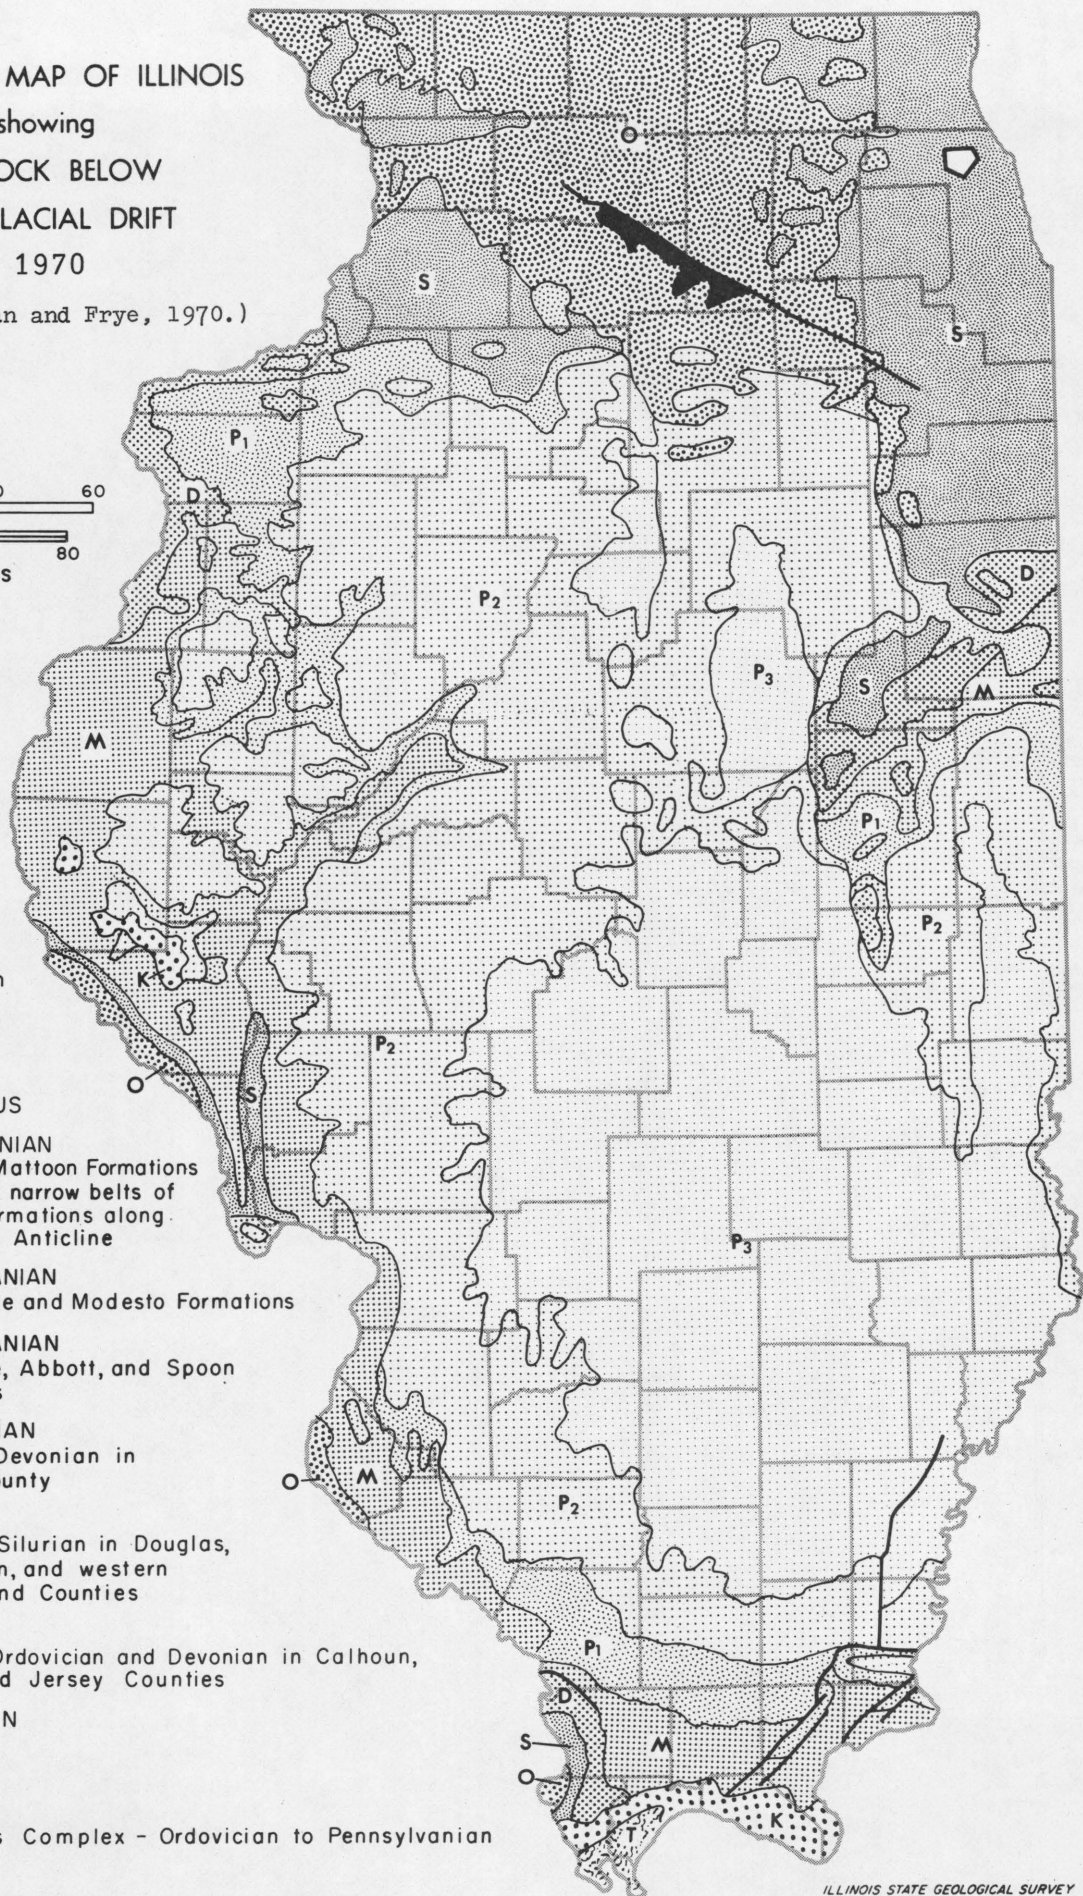 MAP OF ILLINOIS
showing
OCK BELOW
LACIAL DRIFT
1970
n and Frye, 1970.)
O
S
S
P1
60
D
80
s
D
P2
P3
S
M
M
P1
P2
K
n
P2
O
S
US
NIAN
Mattoon Formations
narrow belts of
rmations along
Anticline
P3
ANIAN
e and Modesto Formations
ANIAN
, Abbott, and Spoon
s
IAN
Devonian in
unty
M
O
P2
Silurian in Douglas,
n, and western
nd Counties
P1
Ordovician and Devonian in Calhoun,
d Jersey Counties
D
N
S
M
O
K
T
s Complex - Ordovician to Pennsylvanian
ILLINOIS STATE GEOLOGICAL SURVEY